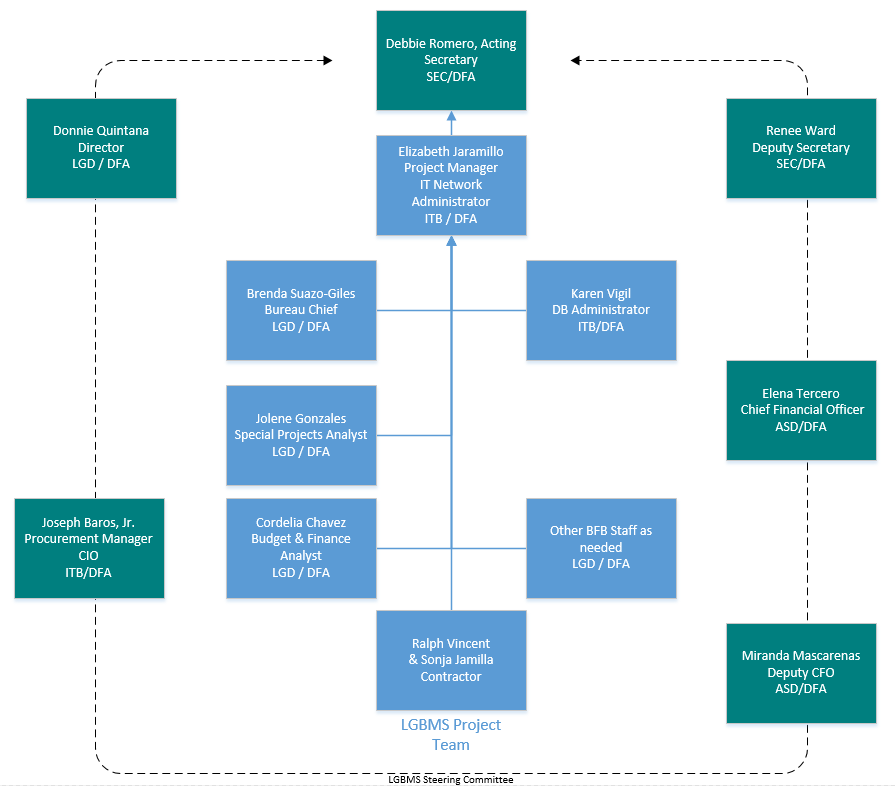 Debbie Romero, Acting
Secretary
SEC/DFA
Donnie Quintana
Director
LGD / DFA
Renee Ward
Deputy Secretary
SEC/DFA
Elizabeth Jaramillo
Project Manager
IT Network
Administrator
ITB / DFA
Brenda Suazo-Giles
Bureau Chief
LGD / DFA
Karen Vigil
DB Administrator
ITB/DFA
Elena Tercero
Chief Financial Officer
ASD/DFA
Jolene Gonzales
Special Projects Analyst
LGD / DFA
Joseph Baros, Jr.
Procurement Manager
CIO
ITB/DFA
Cordelia Chavez
Budget & Finance
Analyst
LGD / DFA
Other BFB Staff as
needed
LGD / DFA
Ralph Vincent
& Sonja Jamilla
Contractor
Miranda Mascarenas
Deputy CFO
ASD/DFA
LGBMS Project
Team
LGBMS Steering Committee